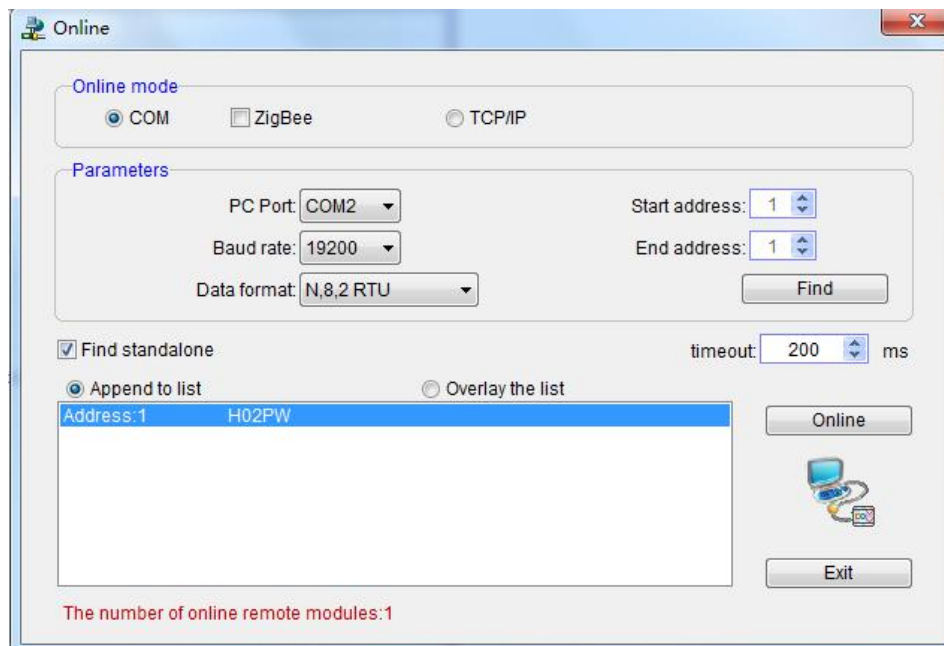 Online
Online mode
COM ZigBee TCP/IP
Parameters
PC Port: COM2 Start address: 1
Baud rate: 19200 End address: 1
Data format: N,8,2 RTU Find
Find standalone timeout: 200 ms
Append to list Overlay the list
Address:1 H02PW
Online
Exit
The number of online remote modules:1